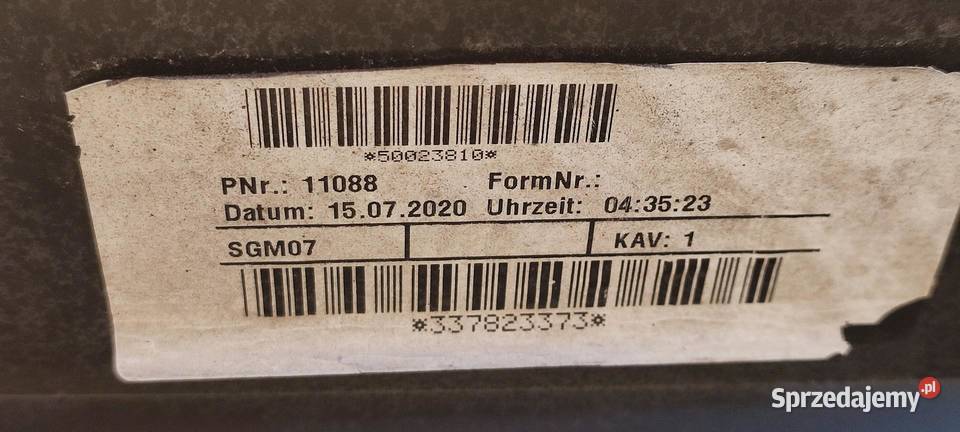 *50023810*
PNr.: 11088 FormNr.:
Datum: 15.07.2020 Uhrzeit: 04:35:23
SGM07 KAV: 1
*337823373*
Sprzedajemy.pl